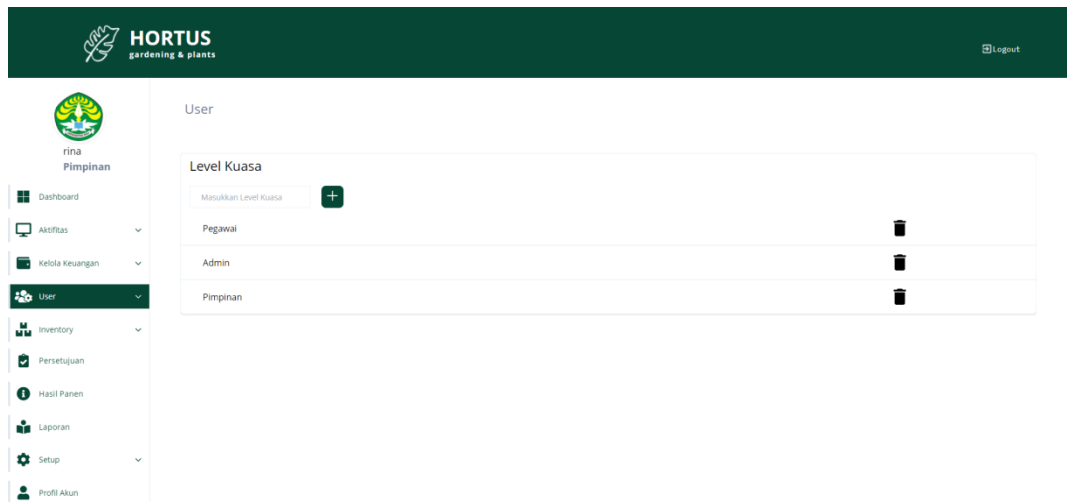 HORTUS
gardening & plants
Logout
rina
Pimpinan
Dashboard
Aktifitas
Kelola Keuangan
User
Inventory
Persetujuan
Hasil Panen
Laporan
Setup
Profil Akun
User
Level Kuasa
Masukkan Level Kuasa
Pegawai
Admin
Pimpinan